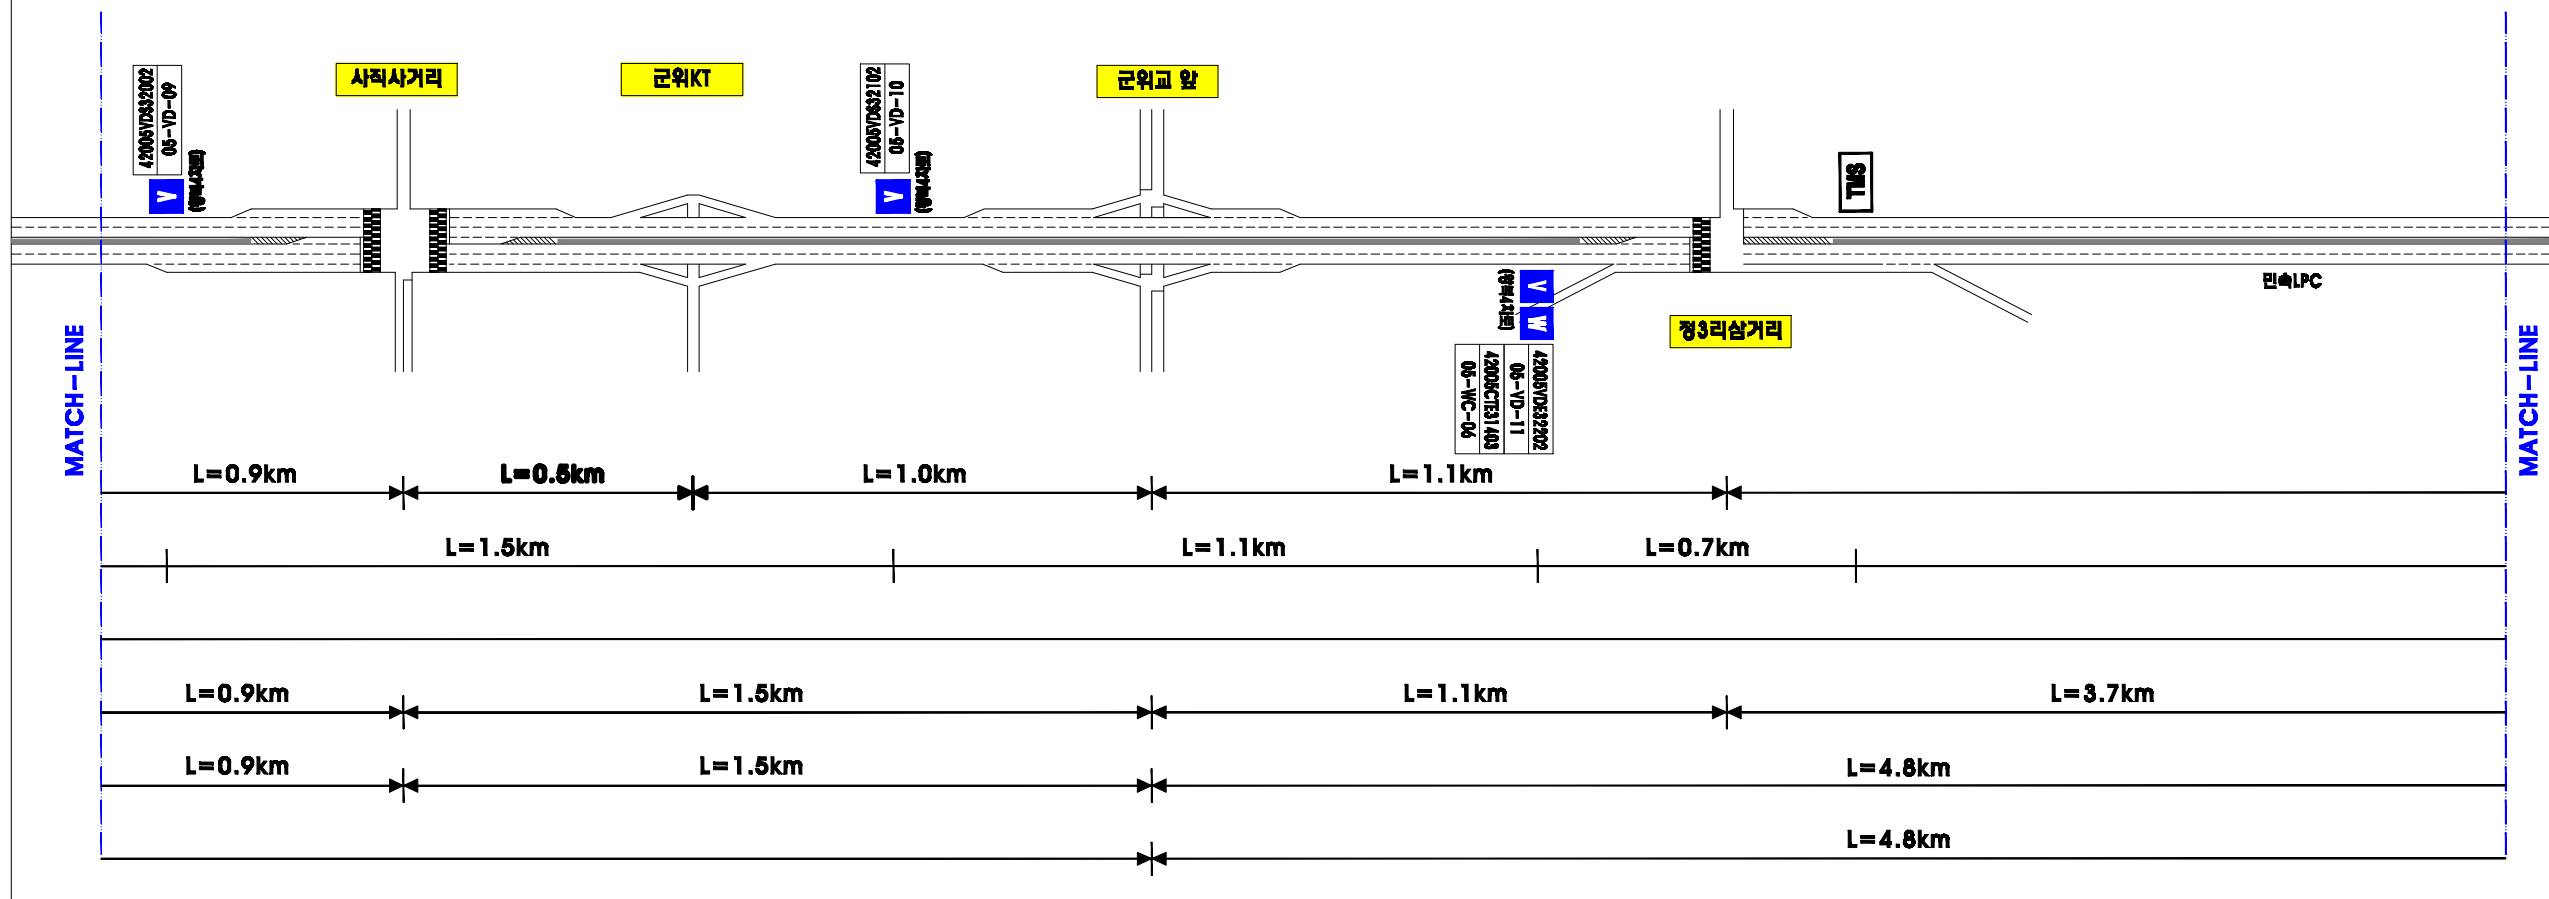 사직사거리
군위KT
군위교 앞
42005VDS32002
05-VD-09
V
42005VDS32102
05-VD-10
V
TMS
민속LPC
V
W
정3리삼거리
42005VDE32202
05-VD-11
42005CTE31403
05-WC-06
MATCH-LINE
MATCH-LINE
L=0.9km
L=0.5km
L=1.0km
L=1.1km
L=1.5km
L=1.1km
L=0.7km
L=0.9km
L=1.5km
L=1.1km
L=3.7km
L=0.9km
L=1.5km
L=4.8km
L=4.8km